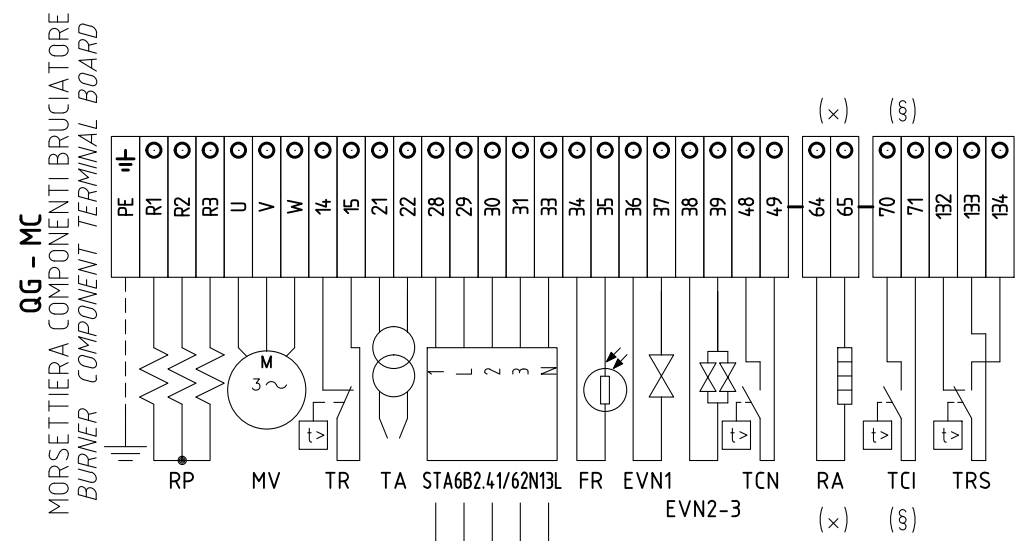 QG - MC
MORSETTIERA COMPONENTI BRUCIATORE
BURNER COMPONENT TERMINAL BOARD
(x) (§)
PE R1 R2 R3 U V W 14 15 21 22 28 29 30 31 33 34 35 36 37 38 39 48 49 64 65 70 71 132 133 134
M
3~
1 L 2 3 N
t> t> t> t>
RP MV TR TA STA6B2.41/62N13L FR EVN1 TCN RA TCI TRS
EVN2-3
(x) (§)